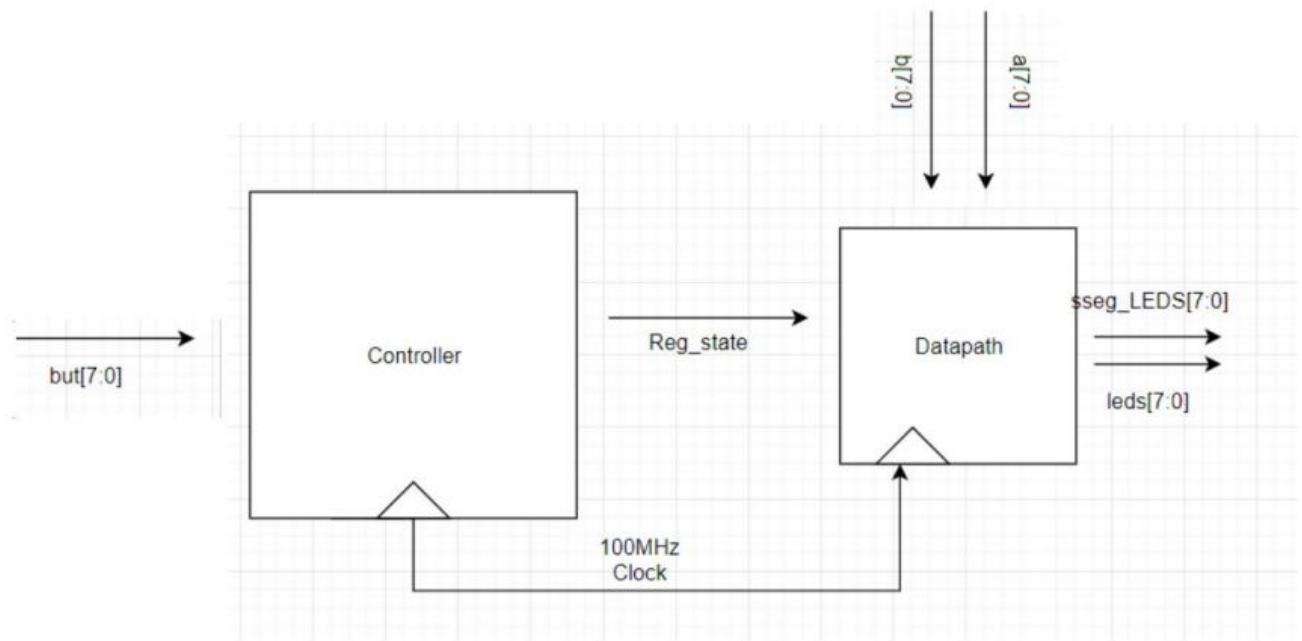 b[7:0]
a[7:0]
sseg_LEDS[7:0]
Reg_state
Controller
Datapath
but[7:0]
leds[7:0]
100MHz
Clock